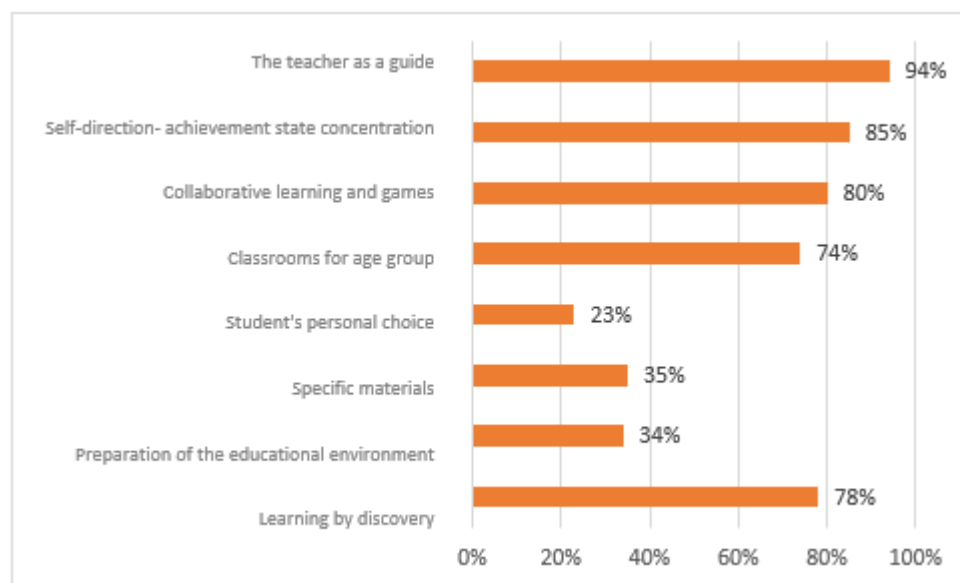 The teacher as a guide 94%
Self-direction- achievement state concentration 85%
Collaborative learning and games 80%
Classrooms for age group 74%
Student's personal choice 23%
Specific materials 35%
Preparation of the educational environment 34%
Learning by discovery 78%
0% 20% 40% 60% 80% 100%